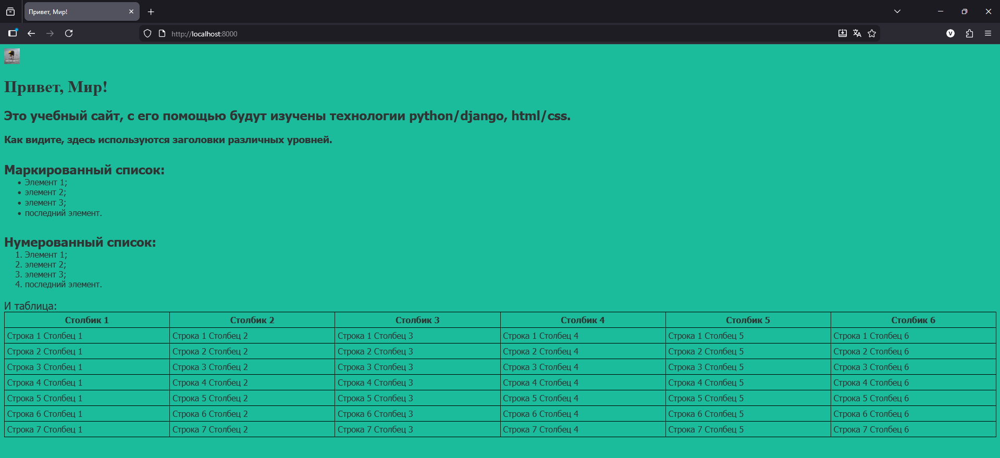 Привет, Мир!
http://localhost:8000
V
Привет, Мир!
Это учебный сайт, с его помощью будут изучены технологии python/django, html/css.
Как видите, здесь используются заголовки различных уровней.
Маркированный список:
• Элемент 1;
• элемент 2;
• элемент 3;
• последний элемент.
Нумерованный список:
1. Элемент 1;
2. элемент 2;
3. элемент 3;
4. последний элемент.
И таблица:
Столбик 1 Столбик 2 Столбик 3 Столбик 4 Столбик 5 Столбик 6
Строка 1 Столбец 1 Строка 1 Столбец 2 Строка 1 Столбец 3 Строка 1 Столбец 4 Строка 1 Столбец 5 Строка 1 Столбец 6
Строка 2 Столбец 1 Строка 2 Столбец 2 Строка 2 Столбец 3 Строка 2 Столбец 4 Строка 2 Столбец 5 Строка 2 Столбец 6
Строка 3 Столбец 1 Строка 3 Столбец 2 Строка 3 Столбец 3 Строка 3 Столбец 4 Строка 3 Столбец 5 Строка 3 Столбец 6
Строка 4 Столбец 1 Строка 4 Столбец 2 Строка 4 Столбец 3 Строка 4 Столбец 4 Строка 4 Столбец 5 Строка 4 Столбец 6
Строка 5 Столбец 1 Строка 5 Столбец 2 Строка 5 Столбец 3 Строка 5 Столбец 4 Строка 5 Столбец 5 Строка 5 Столбец 6
Строка 6 Столбец 1 Строка 6 Столбец 2 Строка 6 Столбец 3 Строка 6 Столбец 4 Строка 6 Столбец 5 Строка 6 Столбец 6
Строка 7 Столбец 1 Строка 7 Столбец 2 Строка 7 Столбец 3 Строка 7 Столбец 4 Строка 7 Столбец 5 Строка 7 Столбец 6